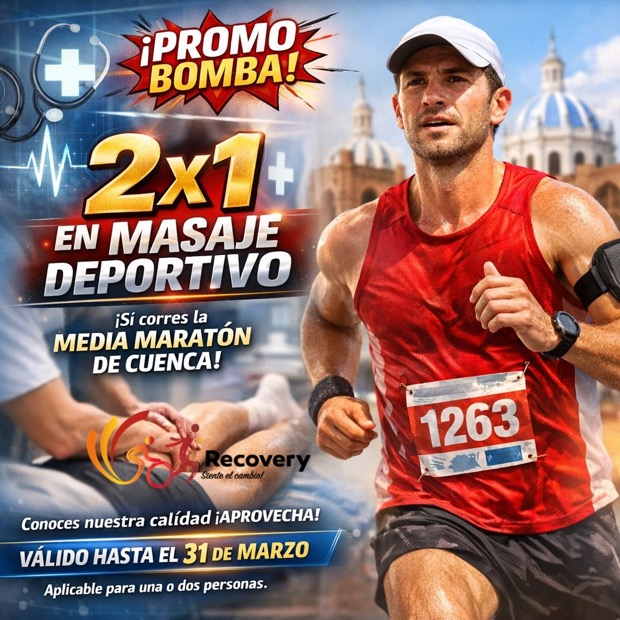 ¡PROMO
BOMBA!
2x1
EN MASAJE
DEPORTIVO
¡Sí corres la
MEDIA MARATÓN
DE CUENCA!
1263
Recovery
Siente el cambio!
Conoces nuestra calidad ¡APROVECHA!
VÁLIDO HASTA EL 31 DE MARZO
Aplicable para una o dos personas.